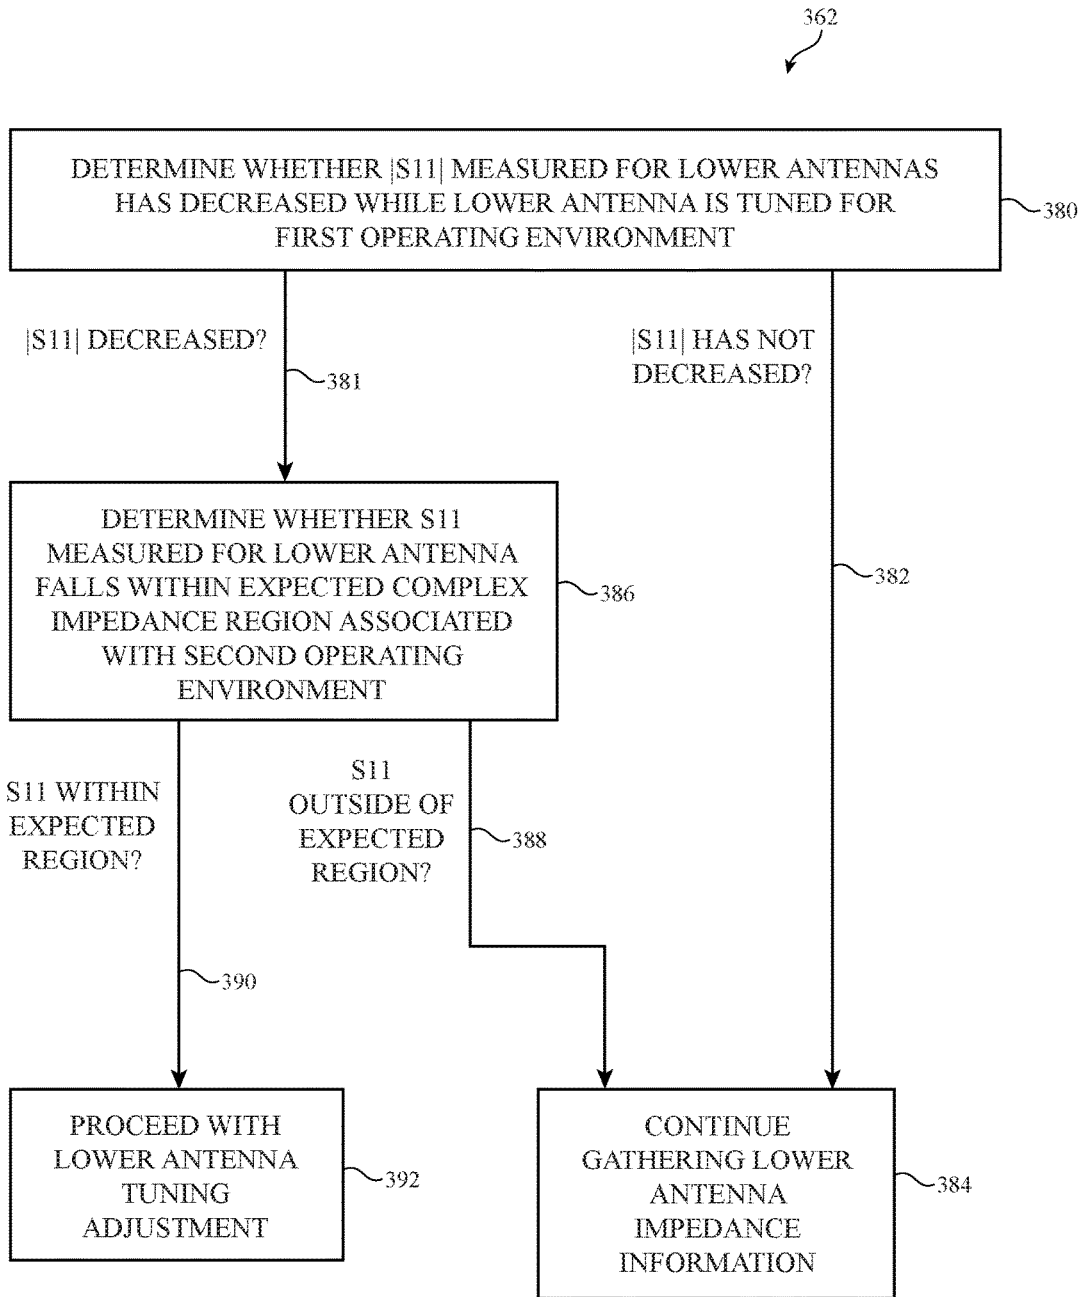 362
DETERMINE WHETHER |S11| MEASURED FOR LOWER ANTENNAS
HAS DECREASED WHILE LOWER ANTENNA IS TUNED FOR
FIRST OPERATING ENVIRONMENT
380
|S11| DECREASED?
381
|S11| HAS NOT
DECREASED?
382
DETERMINE WHETHER S11
MEASURED FOR LOWER ANTENNA
FALLS WITHIN EXPECTED COMPLEX
IMPEDANCE REGION ASSOCIATED
WITH SECOND OPERATING
ENVIRONMENT
386
S11 WITHIN
EXPECTED
REGION?
390
S11
OUTSIDE OF
EXPECTED
REGION?
388
PROCEED WITH
LOWER ANTENNA
TUNING
ADJUSTMENT
392
CONTINUE
GATHERING LOWER
ANTENNA
IMPEDANCE
INFORMATION
384